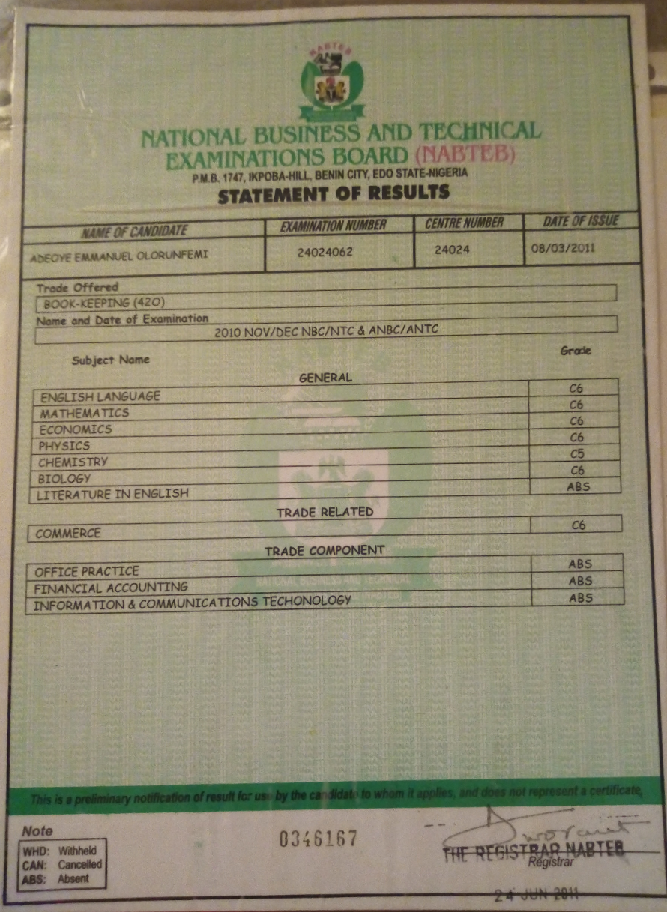 NABTEB
NATIONAL BUSINESS AND TECHNICAL
EXAMINATIONS BOARD (NABTEB)
P.M.B. 1747, IKPOBA-HILL, BENIN CITY, EDO STATE-NIGERIA
STATEMENT OF RESULTS
NAME OF CANDIDATE EXAMINATION NUMBER CENTRE NUMBER DATE OF ISSUE
ADEOYE EMMANUEL OLORUNFEMI 24024062 24024 08/03/2011
Trade Offered
BOOK-KEEPING (420)
Name and Date of Examination
2010 NOV/DEC NBC/NTC & ANBC/ANTC
Subject Name Grade
GENERAL
ENGLISH LANGUAGE C6
MATHEMATICS C6
ECONOMICS C6
PHYSICS C6
CHEMISTRY C5
BIOLOGY C6
LITERATURE IN ENGLISH ABS
TRADE RELATED
COMMERCE C6
TRADE COMPONENT
OFFICE PRACTICE ABS
FINANCIAL ACCOUNTING ABS
INFORMATION & COMMUNICATIONS TECHONOLOGY ABS
This is a preliminary notification of result for use by the candidate to whom it applies, and does not represent a certificate,
Note
WHD: Withheld
CAN: Cancelled
ABS: Absent
0346167
THE REGISTRAR NABTEB
Registrar
24 JUN 2011